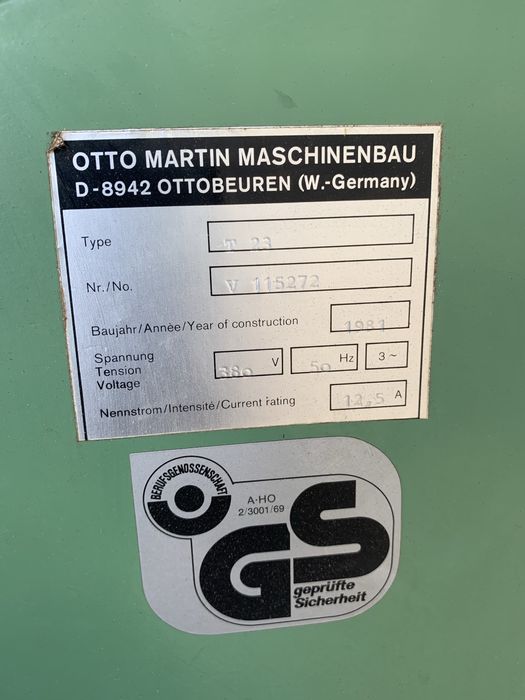 OTTO MARTIN MASCHINENBAU
D-8942 OTTOBEUREN (W.-Germany)
Type T 23
Nr./No. V 115272
Baujahr/Année/Year of construction 1981
Spannung
Tension 380 V 50 Hz 3~
Voltage
Nennstrom/Intensité/Current rating 12,5 A
BERUFSGENOSSENSCHAFT
A-HO
2/3001/69
GS
geprüfte
Sicherheit